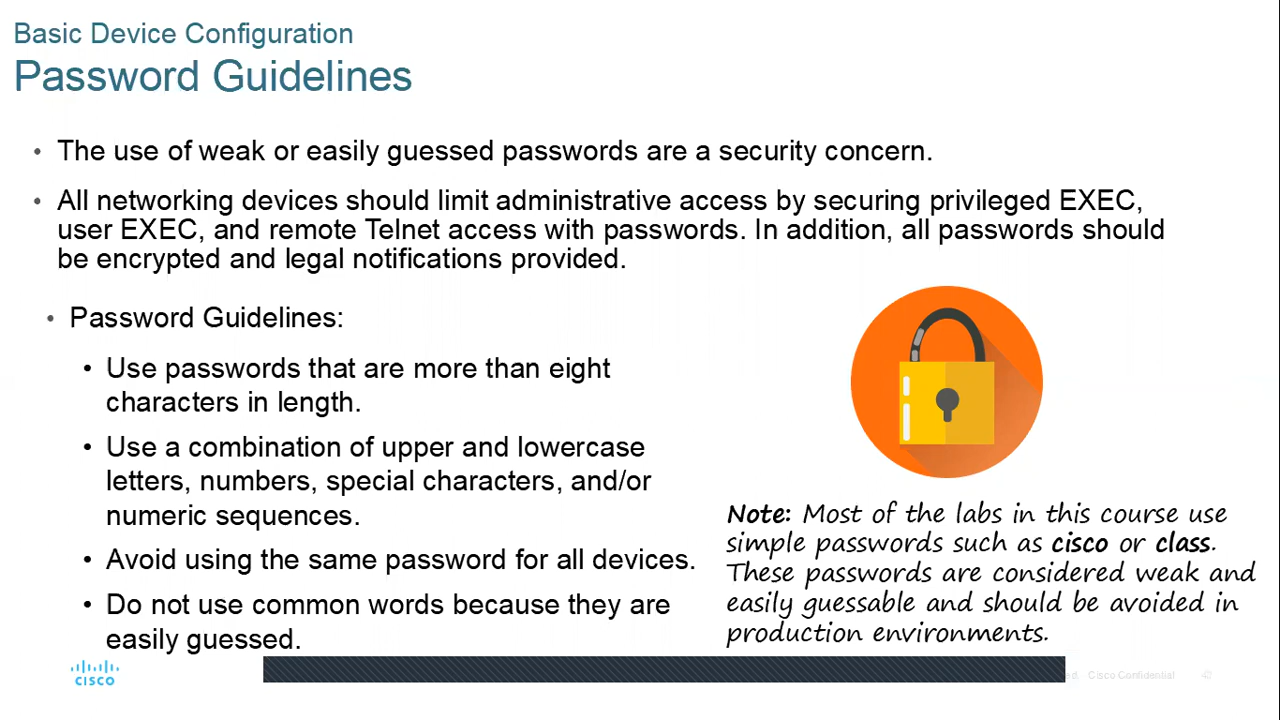 Basic Device Configuration
Password Guidelines
• The use of weak or easily guessed passwords are a security concern.
• All networking devices should limit administrative access by securing privileged EXEC,
user EXEC, and remote Telnet access with passwords. In addition, all passwords should
be encrypted and legal notifications provided.
• Password Guidelines:
• Use passwords that are more than eight
characters in length.
• Use a combination of upper and lowercase
letters, numbers, special characters, and/or
numeric sequences.
• Avoid using the same password for all devices.
• Do not use common words because they are
easily guessed.
Note: Most of the labs in this course use
simple passwords such as cisco or class.
These passwords are considered weak and
easily guessable and should be avoided in
production environments.
CISCO
Cisco Confidential